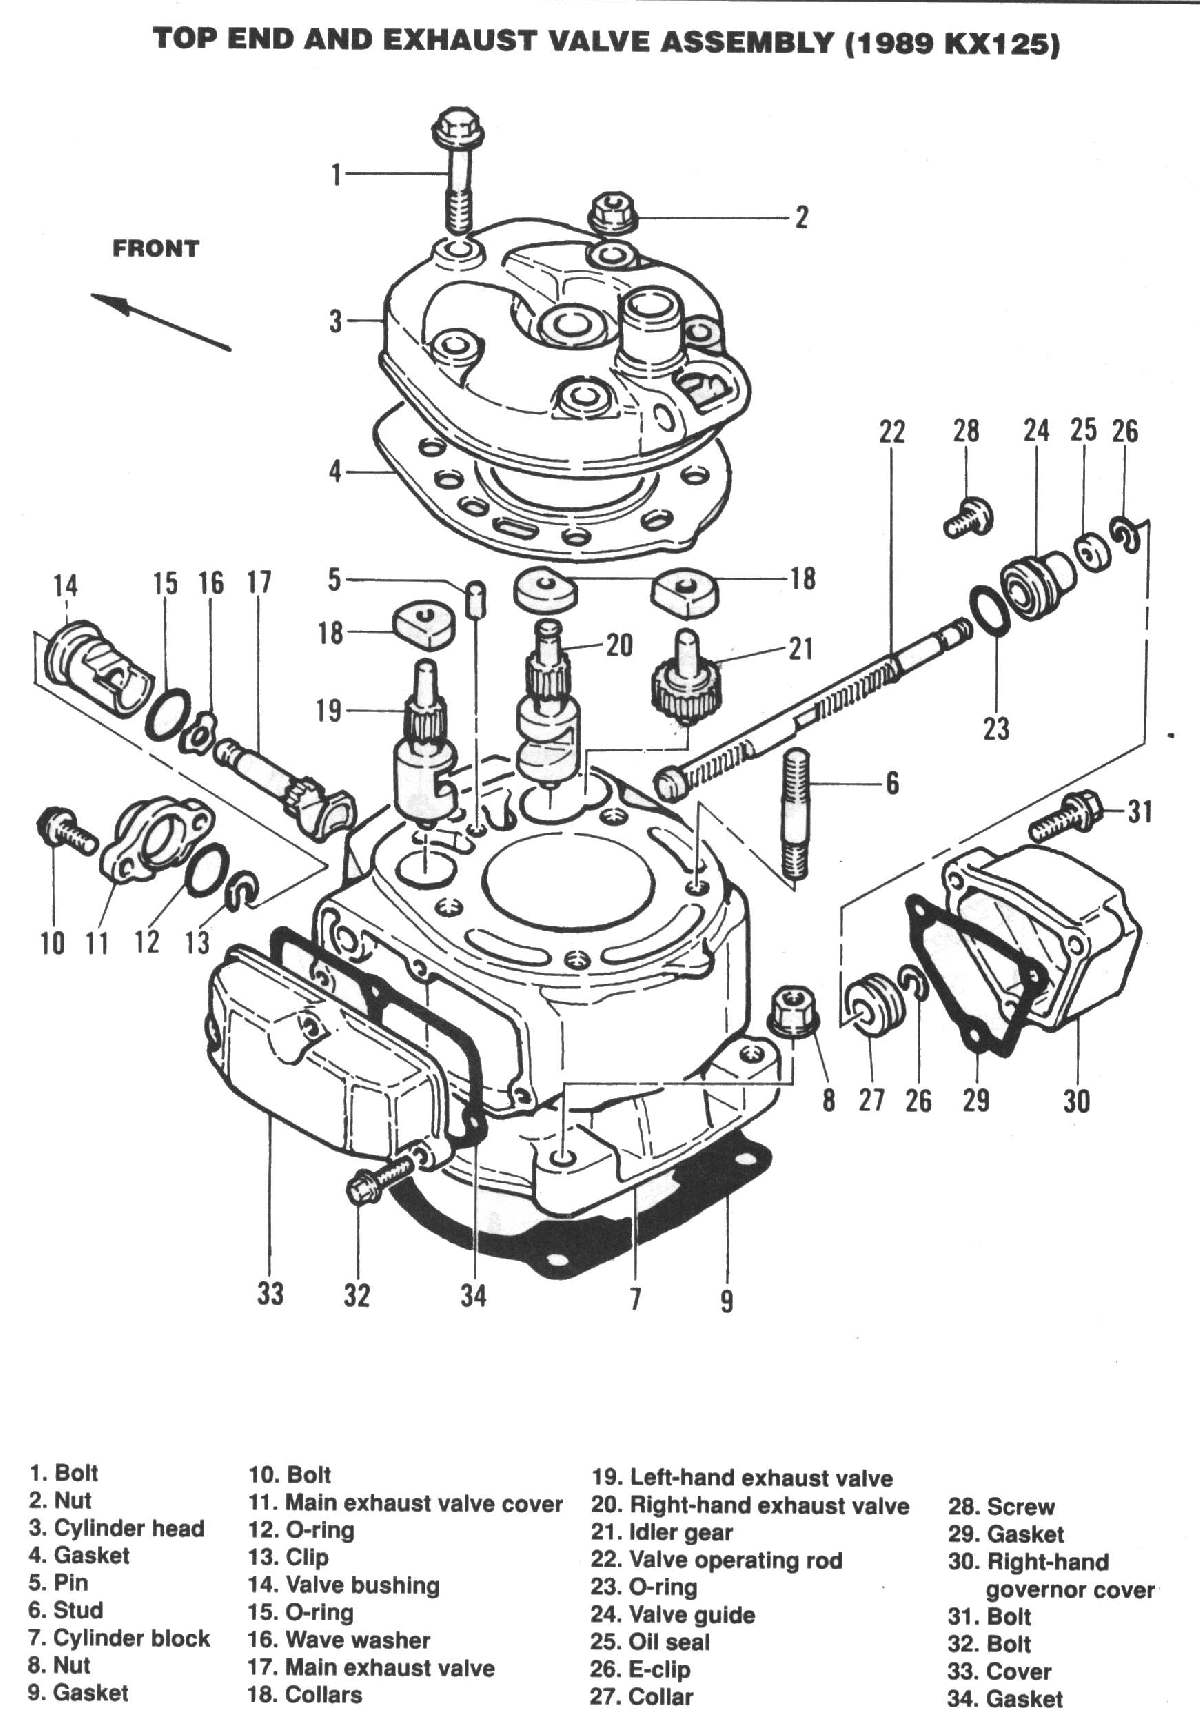 TOP END AND EXHAUST VALVE ASSEMBLY (1989 KX125)
1
2
FRONT
3
22
28
24
25
26
4
14
15
16
17
5
18
18
20
21
19
23
6
31
10
11
12
13
8
27
26
29
30
33
32
34
7
9
1. Bolt
2. Nut
3. Cylinder head
4. Gasket
5. Pin
6. Stud
7. Cylinder block
8. Nut
9. Gasket
10. Bolt
11. Main exhaust valve cover
12. O-ring
13. Clip
14. Valve bushing
15. O-ring
16. Wave washer
17. Main exhaust valve
18. Collars
19. Left-hand exhaust valve
20. Right-hand exhaust valve
21. Idler gear
22. Valve operating rod
23. O-ring
24. Valve guide
25. Oil seal
26. E-clip
27. Collar
28. Screw
29. Gasket
30. Right-hand
governor cover
31. Bolt
32. Bolt
33. Cover
34. Gasket